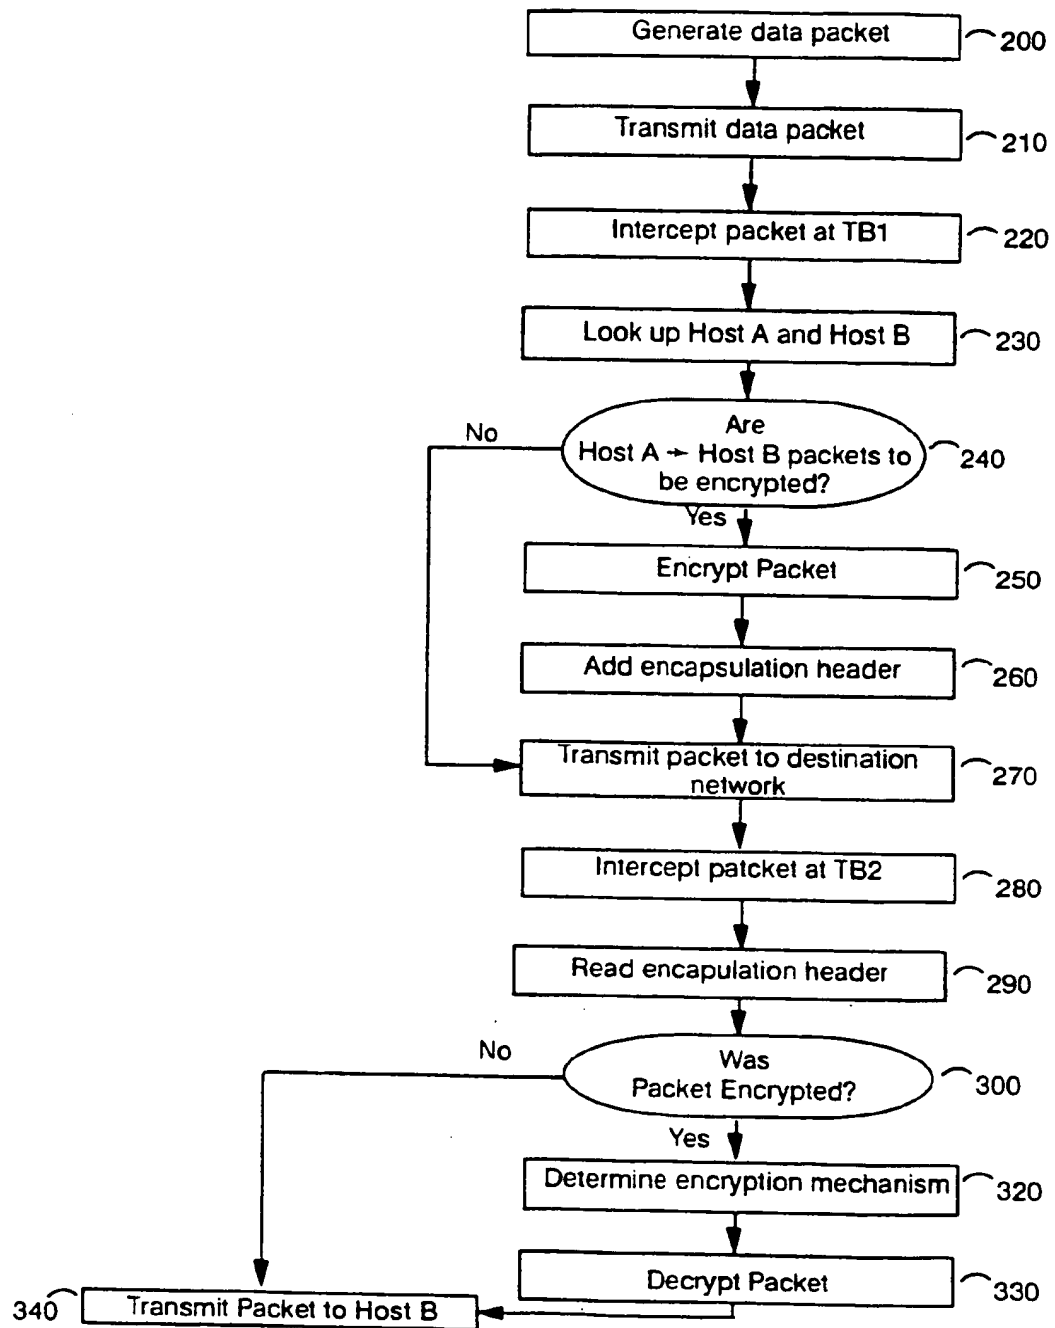 Generate data packet
200
Transmit data packet
210
Intercept packet at TB1
220
Look up Host A and Host B
230
Are
Host A → Host B packets to
be encrypted?
240
No
Yes
Encrypt Packet
250
Add encapsulation header
260
Transmit packet to destination
network
270
Intercept patcket at TB2
280
Read encapulation header
290
Was
Packet Encrypted?
300
No
Yes
Determine encryption mechanism
320
Decrypt Packet
330
340
Transmit Packet to Host B